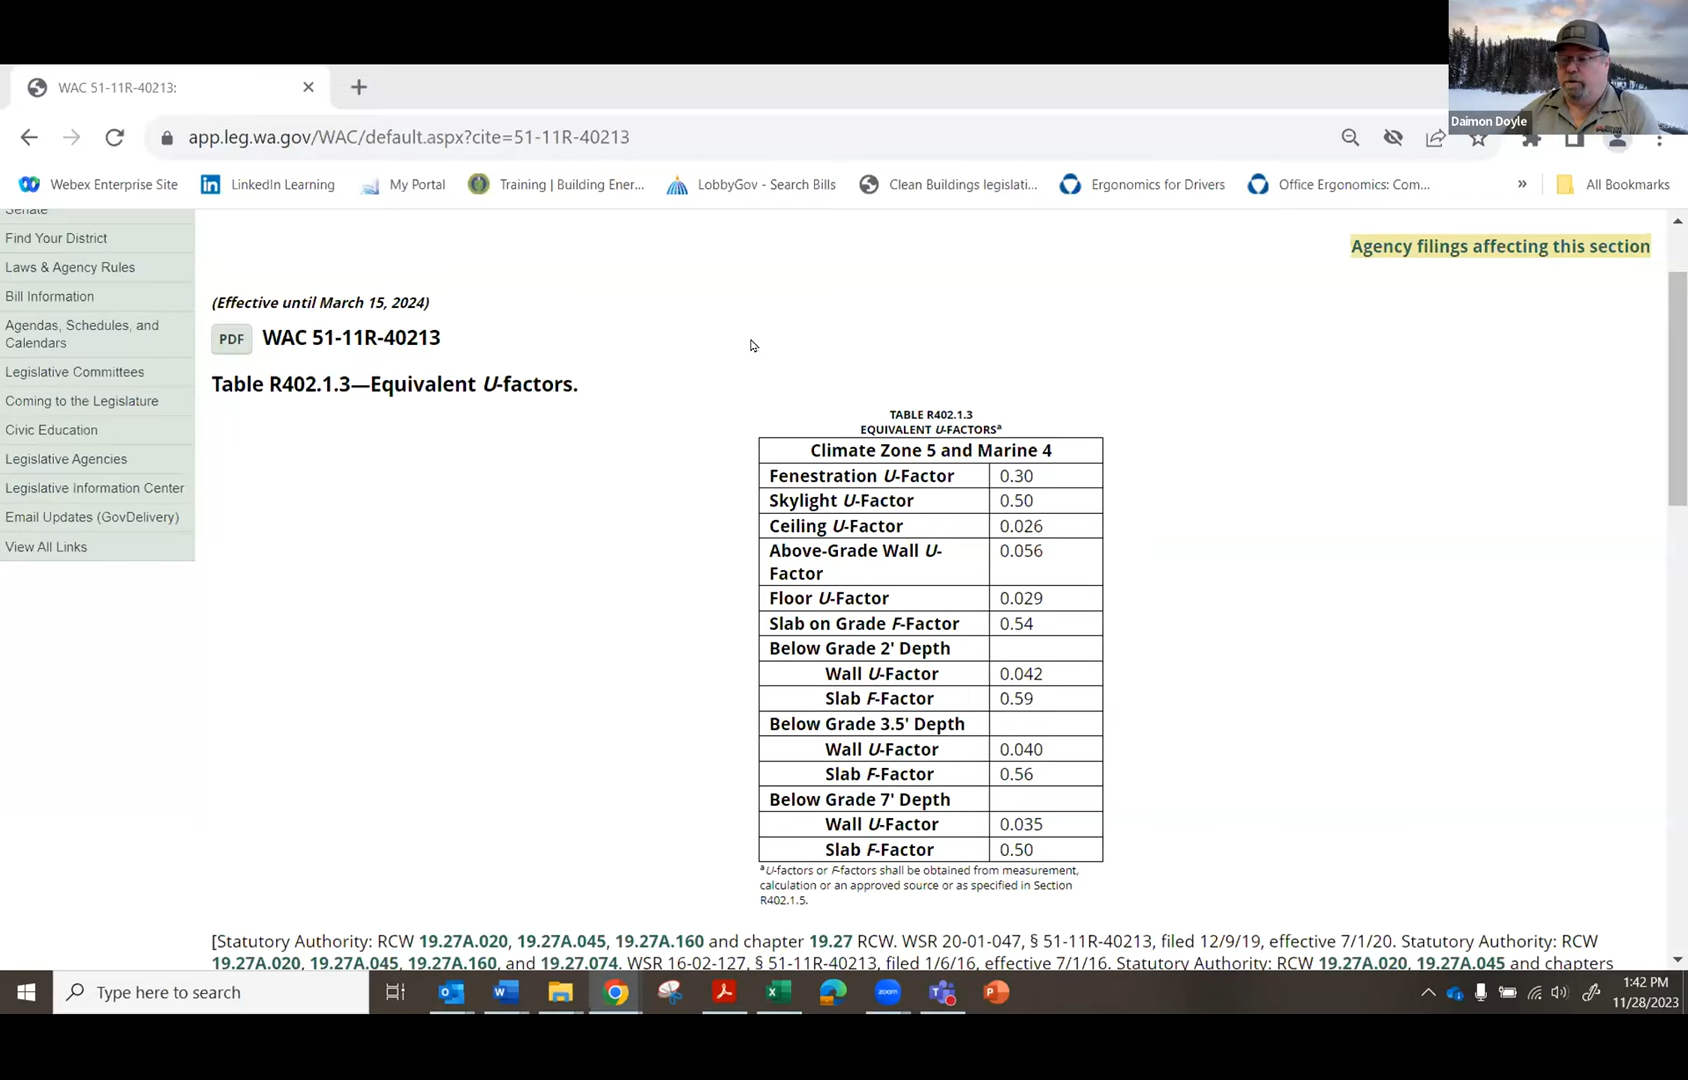 Daimon Doyle
WAC 51-11R-40213:
app.leg.wa.gov/WAC/default.aspx?cite=51-11R-40213
Webex Enterprise Site
LinkedIn Learning
My Portal
Training | Building Ener...
LobbyGov - Search Bills
Clean Buildings legislati...
Ergonomics for Drivers
Office Ergonomics: Com...
»
All Bookmarks
Senate
Find Your District
Laws & Agency Rules
Bill Information
Agendas, Schedules, and
Calendars
Legislative Committees
Coming to the Legislature
Civic Education
Legislative Agencies
Legislative Information Center
Email Updates (GovDelivery)
View All Links
Agency filings affecting this section
(Effective until March 15, 2024)
PDF WAC 51-11R-40213
Table R402.1.3—Equivalent U-factors.
TABLE R402.1.3
EQUIVALENT U-FACTORSa
Climate Zone 5 and Marine 4
Fenestration U-Factor 0.30
Skylight U-Factor 0.50
Ceiling U-Factor 0.026
Above-Grade Wall U- 0.056
Factor
Floor U-Factor 0.029
Slab on Grade F-Factor 0.54
Below Grade 2' Depth
Wall U-Factor 0.042
Slab F-Factor 0.59
Below Grade 3.5' Depth
Wall U-Factor 0.040
Slab F-Factor 0.56
Below Grade 7' Depth
Wall U-Factor 0.035
Slab F-Factor 0.50
aU-factors or F-factors shall be obtained from measurement,
calculation or an approved source or as specified in Section
R402.1.5.
[Statutory Authority: RCW 19.27A.020, 19.27A.045, 19.27A.160 and chapter 19.27 RCW. WSR 20-01-047, § 51-11R-40213, filed 12/9/19, effective 7/1/20. Statutory Authority: RCW
19.27A.020, 19.27A.045, 19.27A.160, and 19.27.074. WSR 16-02-127, § 51-11R-40213, filed 1/6/16, effective 7/1/16. Statutory Authority: RCW 19.27A.020, 19.27A.045 and chapters
Type here to search
zoom
1:42 PM
11/28/2023